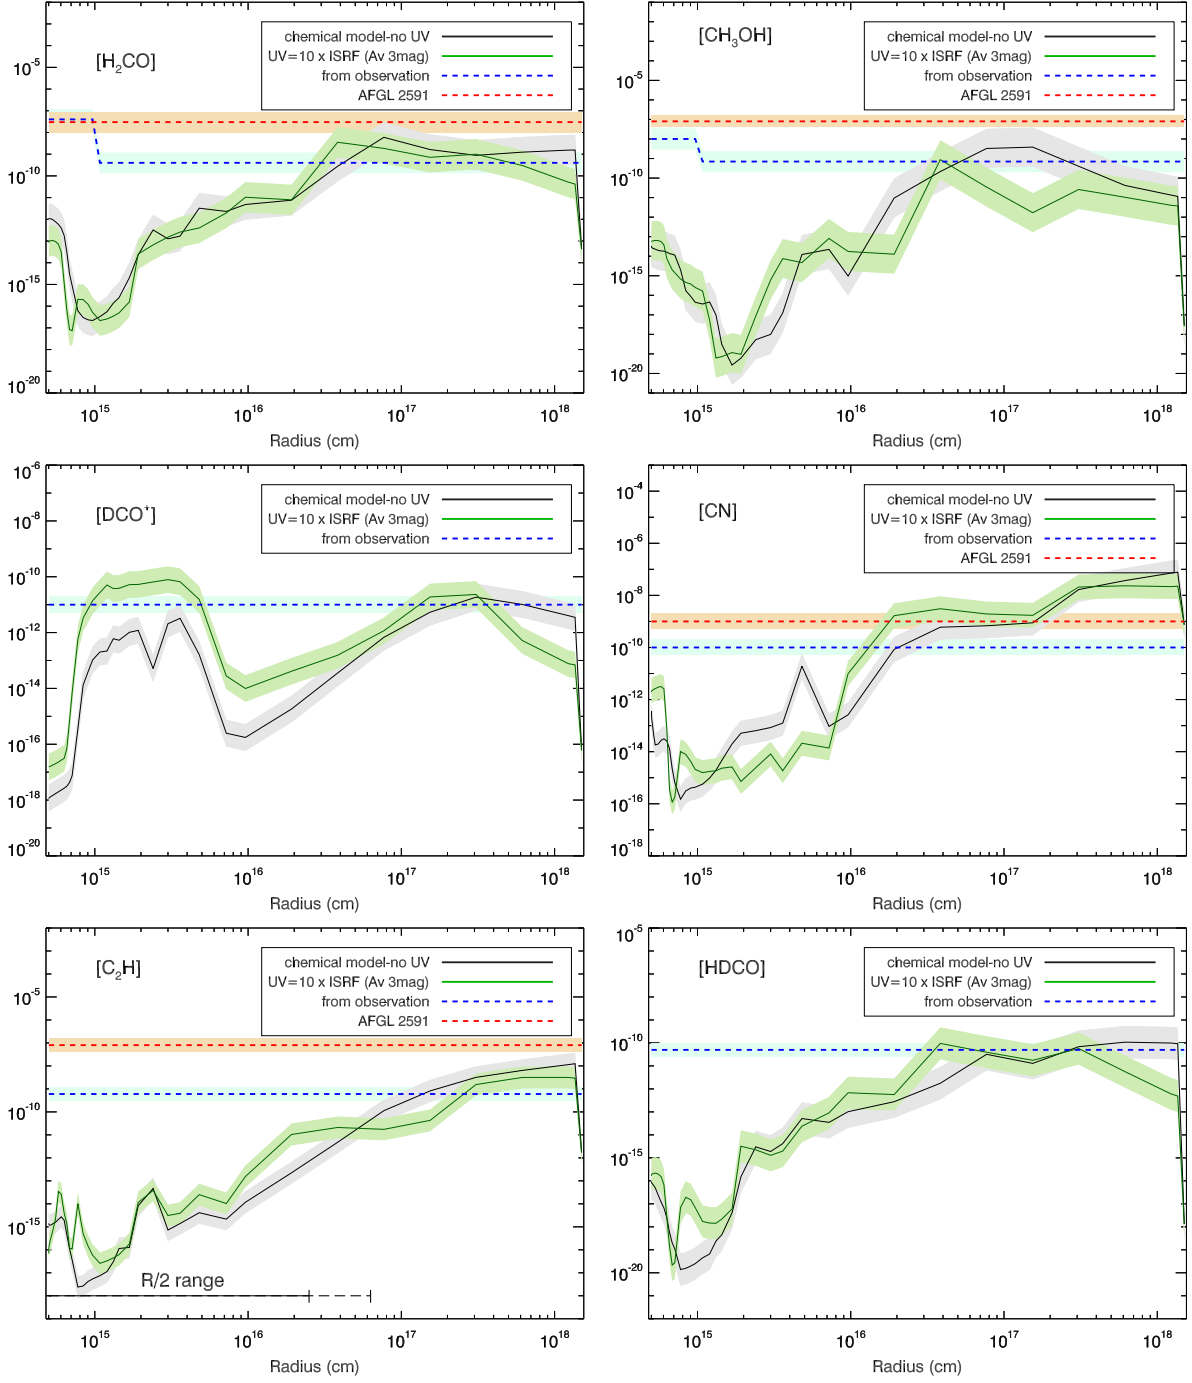 [H2CO]
chemical model-no UV
UV=10 x ISRF (Av 3mag)
from observation
AFGL 2591
10^-5
10^-10
10^-15
10^-20
10^15 10^16 10^17 10^18
Radius (cm)
[CH3OH]
chemical model-no UV
UV=10 x ISRF (Av 3mag)
from observation
AFGL 2591
10^-5
10^-10
10^-15
10^-20
10^15 10^16 10^17 10^18
Radius (cm)
[DCO+]
chemical model-no UV
UV=10 x ISRF (Av 3mag)
from observation
10^-6
10^-8
10^-10
10^-12
10^-14
10^-16
10^-18
10^-20
10^15 10^16 10^17 10^18
Radius (cm)
[CN]
chemical model-no UV
UV=10 x ISRF (Av 3mag)
from observation
AFGL 2591
10^-4
10^-6
10^-8
10^-10
10^-12
10^-14
10^-16
10^-18
10^15 10^16 10^17 10^18
Radius (cm)
[C2H]
chemical model-no UV
UV=10 x ISRF (Av 3mag)
from observation
AFGL 2591
10^-5
10^-10
10^-15
R/2 range
10^15 10^16 10^17 10^18
Radius (cm)
[HDCO]
chemical model-no UV
UV=10 x ISRF (Av 3mag)
from observation
10^-5
10^-10
10^-15
10^-20
10^15 10^16 10^17 10^18
Radius (cm)